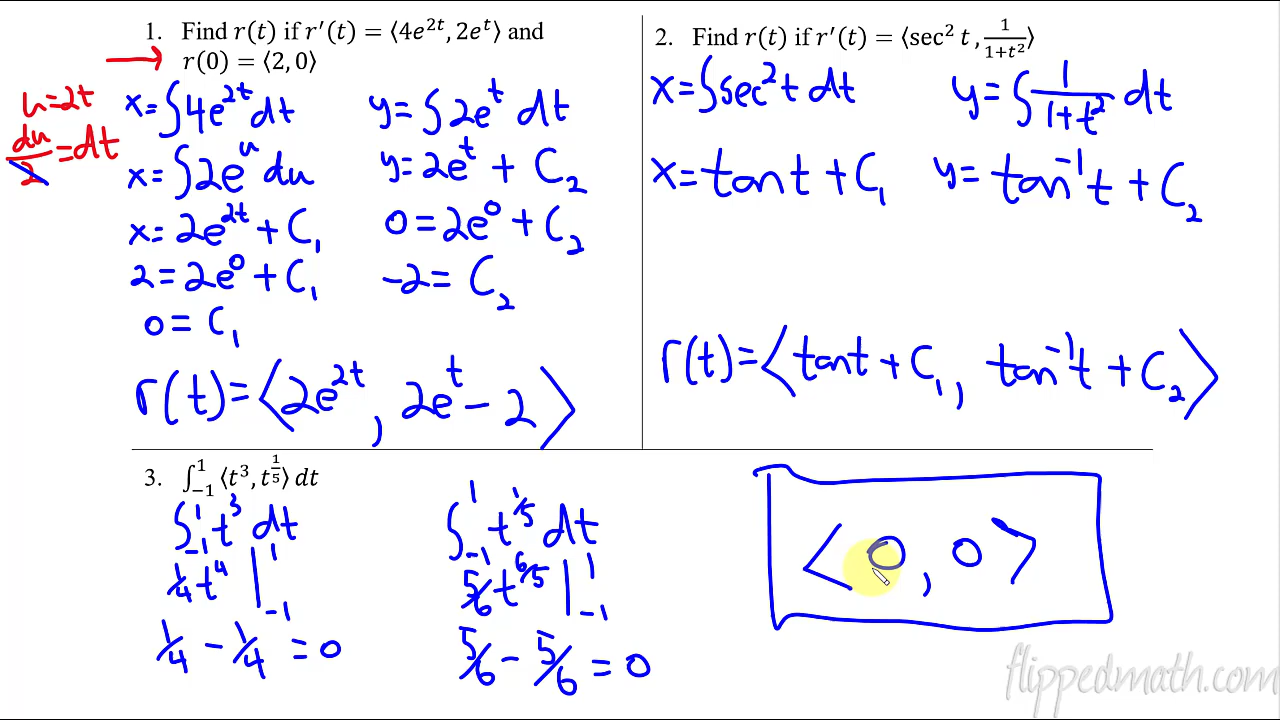 1. Find r(t) if r′(t) = ⟨4e^{2t}, 2e^t⟩ and
r(0) = ⟨2, 0⟩
u=2t
du/2 = dt
x = ∫4e^{2t} dt
x = ∫2e^u du
x = 2e^{2t} + C₁
2 = 2e^0 + C₁
0 = C₁
y = ∫2e^t dt
y = 2e^t + C₂
0 = 2e^0 + C₂
-2 = C₂
r(t) = ⟨2e^{2t}, 2e^t - 2⟩
2. Find r(t) if r′(t) = ⟨sec² t, 1/(1+t²)⟩
x = ∫sec² t dt
x = tan t + C₁
y = ∫ 1/(1+t²) dt
y = tan⁻¹t + C₂
r(t) = ⟨tan t + C₁, tan⁻¹t + C₂⟩
3. ∫_{-1}^{1} ⟨t³, t^{1/5}⟩ dt
∫_{-1}^{1} t³ dt
1/4 t⁴ |_{-1}^{1}
1/4 - 1/4 = 0
∫_{-1}^{1} t^{1/5} dt
5/6 t^{6/5} |_{-1}^{1}
5/6 - 5/6 = 0
⟨0, 0⟩
flippedmath.com